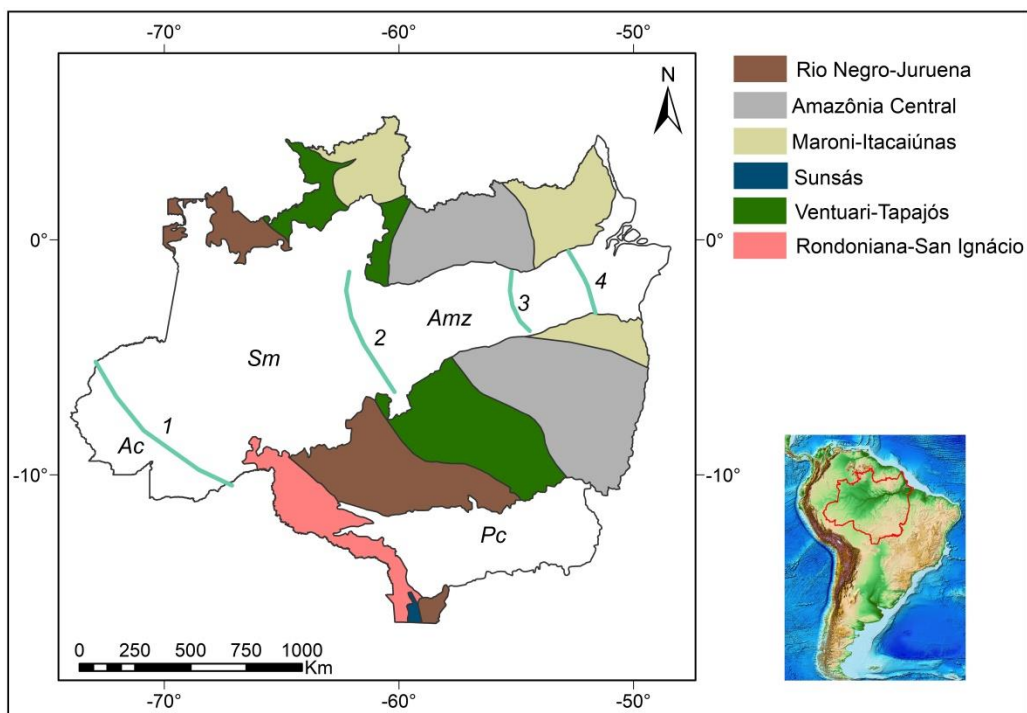 -70° -60° -50°
N
Rio Negro-Juruena
Amazônia Central
Maroni-Itacaiúnas
Sunsás
Ventuari-Tapajós
Rondoniana-San Ignácio
0° 0°
4
3
Amz
2
Sm
1
Ac
-10° -10°
Pc
0 250 500 750 1000
Km
-70° -60° -50°